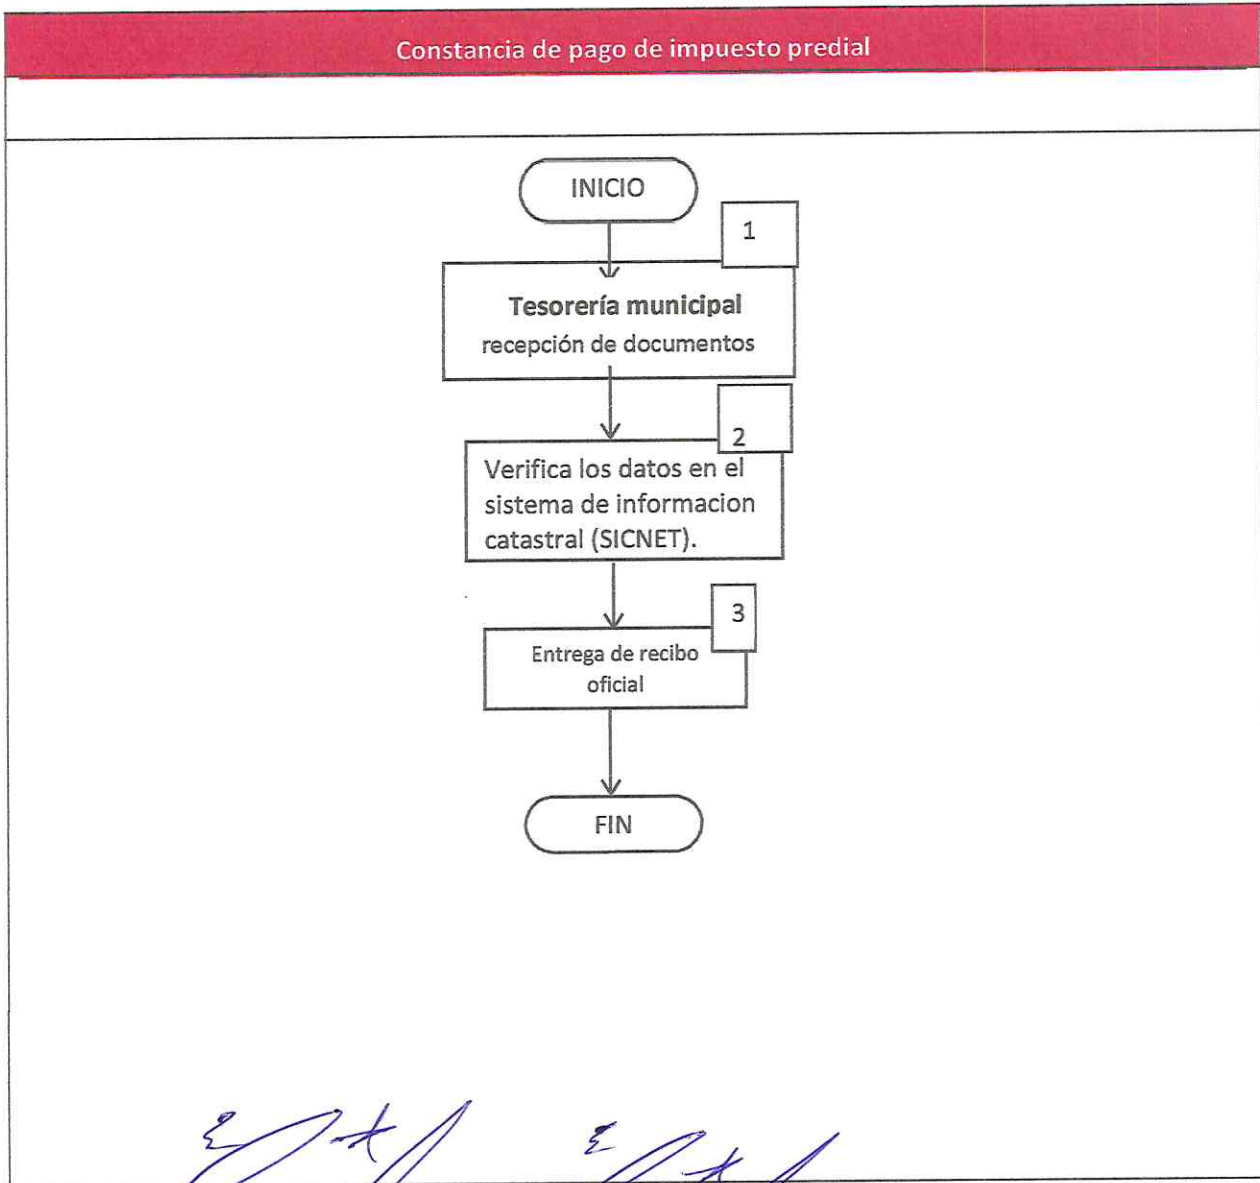 Constancia de pago de impuesto predial
INICIO
1
Tesorería municipal
recepción de documentos
2
Verifica los datos en el
sistema de informacion
catastral (SICNET).
3
Entrega de recibo
oficial
FIN